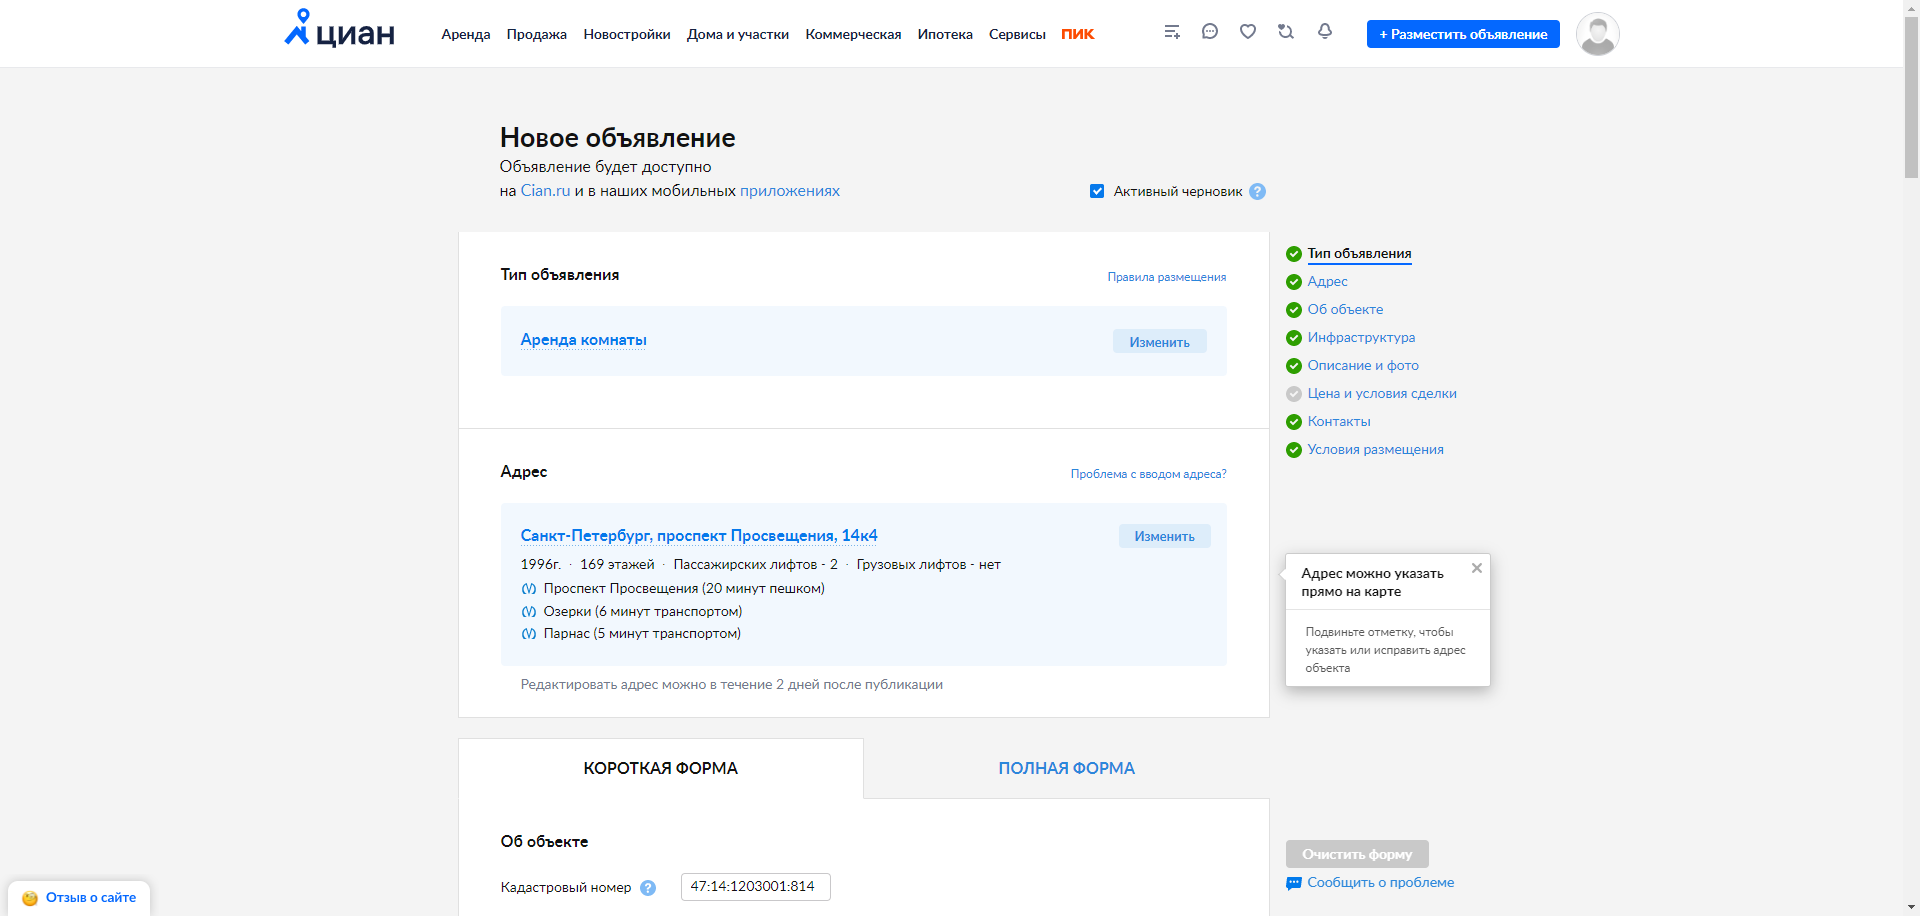 циан
Аренда Продажа Новостройки Дома и участки Коммерческая Ипотека Сервисы ПИК
+ Разместить объявление
Новое объявление
Объявление будет доступно
на Cian.ru и в наших мобильных приложениях
Активный черновик ?
Тип объявления
Правила размещения
Аренда комнаты
Изменить
Адрес
Проблема с вводом адреса?
Санкт-Петербург, проспект Просвещения, 14к4
Изменить
1996г. · 169 этажей · Пассажирских лифтов - 2 · Грузовых лифтов - нет
Проспект Просвещения (20 минут пешком)
Озерки (6 минут транспортом)
Парнас (5 минут транспортом)
Редактировать адрес можно в течение 2 дней после публикации
КОРОТКАЯ ФОРМА
ПОЛНАЯ ФОРМА
Об объекте
Кадастровый номер ?
47:14:1203001:814
Тип объявления
Адрес
Об объекте
Инфраструктура
Описание и фото
Цена и условия сделки
Контакты
Условия размещения
Адрес можно указать
прямо на карте
Подвиньте отметку, чтобы
указать или исправить адрес
объекта
Очистить форму
Сообщить о проблеме
Отзыв о сайте